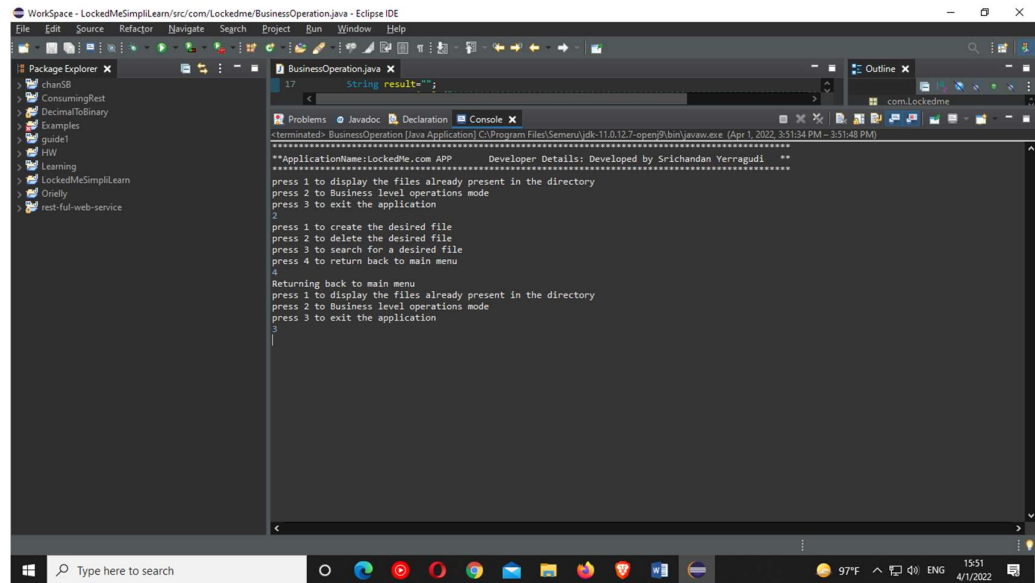 WorkSpace - LockedMeSimpliLearn/src/com/Lockedme/BusinessOperation.java - Eclipse IDE
File Edit Source Refactor Navigate Search Project Run Window Help
Package Explorer
BusinessOperation.java
Outline
chanSB
ConsumingRest
DecimalToBinary
Examples
guide1
HW
Learning
LockedMeSimpliLearn
Orielly
rest-ful-web-service
17 String result="";
com.Lockedme
Problems Javadoc Declaration Console
<terminated> BusinessOperation [Java Application] C:\Program Files\Semeru\jdk-11.0.12.7-openj9\bin\javaw.exe (Apr 1, 2022, 3:51:34 PM – 3:51:48 PM)
**ApplicationName:LockedMe.com APP Developer Details: Developed by Srichandan Yerragudi **
press 1 to display the files already present in the directory
press 2 to Business level operations mode
press 3 to exit the application
2
press 1 to create the desired file
press 2 to delete the desired file
press 3 to search for a desired file
press 4 to return back to main menu
4
Returning back to main menu
press 1 to display the files already present in the directory
press 2 to Business level operations mode
press 3 to exit the application
3
Type here to search
97°F
ENG
15:51
4/1/2022